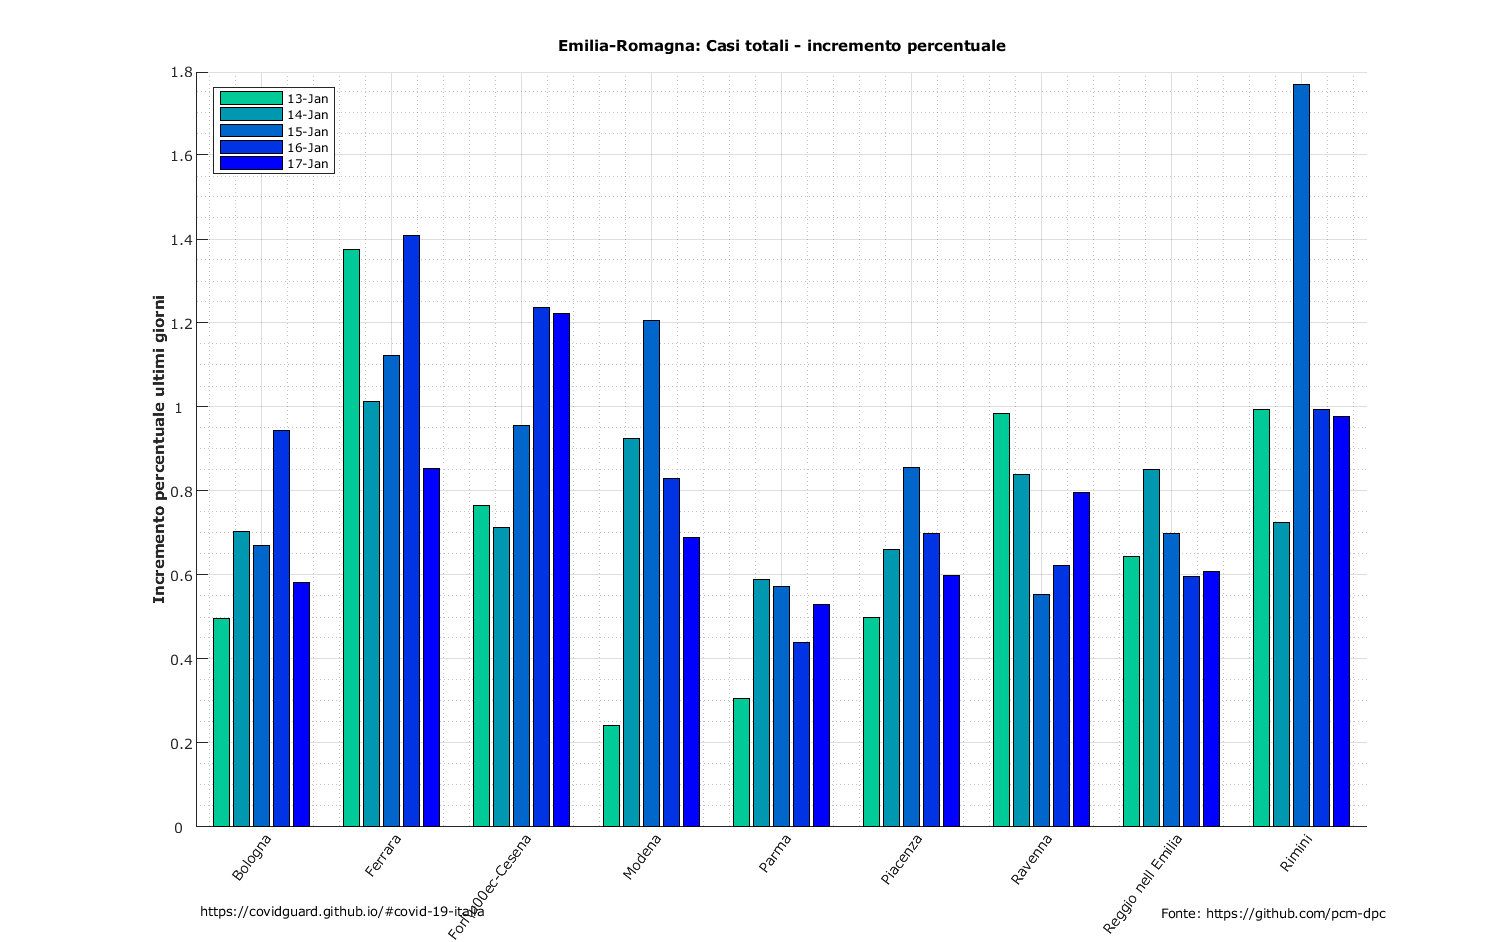 Emilia-Romagna: Casi totali - incremento percentuale
1.8
1.6
1.4
1.2
1
0.8
0.6
0.4
0.2
0
Incremento percentuale ultimi giorni
13-Jan
14-Jan
15-Jan
16-Jan
17-Jan
Bologna
Ferrara
Modena
Parma
Piacenza
Ravenna
Reggio nell Emilia
Rimini
https://covidguard.github.io/#covid-19-italia
Fonte: https://github.com/pcm-dpc